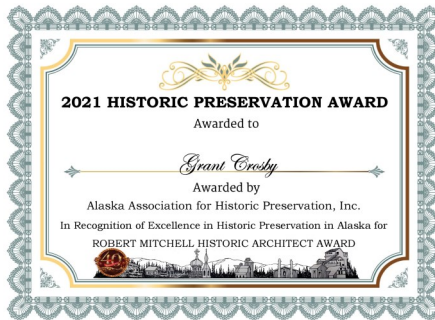 2021 HISTORIC PRESERVATION AWARD
Awarded to
Grant Crosby
Awarded by
Alaska Association for Historic Preservation, Inc.
In Recognition of Excellence in Historic Preservation in Alaska for
ROBERT MITCHELL HISTORIC ARCHITECT AWARD
40